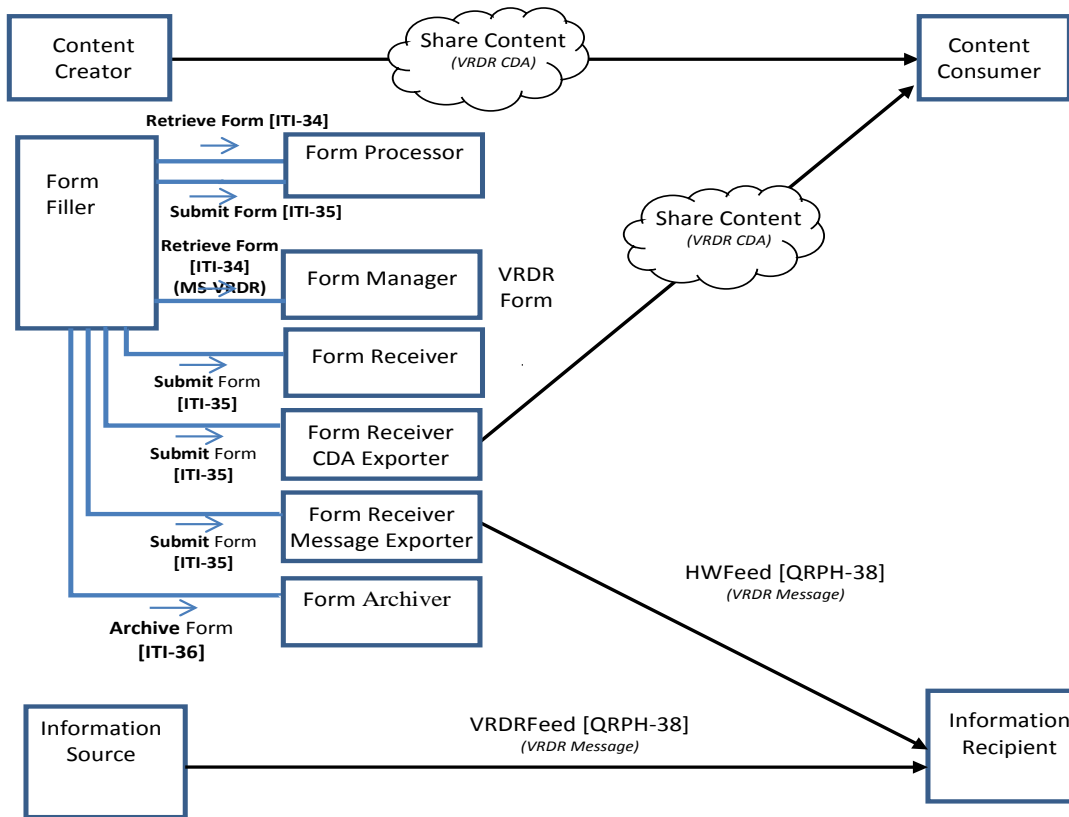 Content
Creator
Share Content
(VRDR CDA)
Content
Consumer
Retrieve Form [ITI-34]
Form Processor
Form
Filler
Submit Form [ITI-35]
Share Content
(VRDR CDA)
Retrieve Form
[ITI-34]
(MS VRDR)
Form Manager
VRDR
Form
Form Receiver
Submit Form
[ITI-35]
Form Receiver
CDA Exporter
Submit Form
[ITI-35]
Form Receiver
Message Exporter
Submit Form
[ITI-35]
HWFeed [QRPH-38]
(VRDR Message)
Form Archiver
Archive Form
[ITI-36]
Information
Source
VRDRFeed [QRPH-38]
(VRDR Message)
Information
Recipient